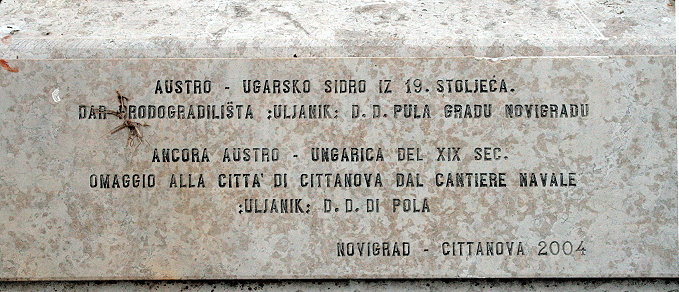 AUSTRO - UGARSKO SIDRO IZ 19. STOLJEĆA.
DAR BRODOGRADILIŠTA ;ULJANIK; D. D. PULA GRADU NOVIGRADU
ANCORA AUSTRO - UNGARICA DEL XIX SEC.
OMAGGIO ALLA CITTA' DI CITTANOVA DAL CANTIERE NAVALE
;ULJANIK; D. D. DI POLA
NOVIGRAD - CITTANOVA 2004